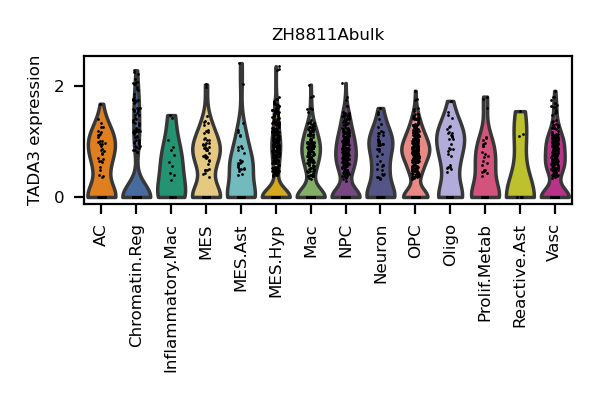 ZH8811Abulk
TADA3 expression
2
0
AC
Chromatin.Reg
Inflammatory.Mac
MES
MES.Ast
MES.Hyp
Mac
NPC
Neuron
OPC
Oligo
Prolif.Metab
Reactive.Ast
Vasc